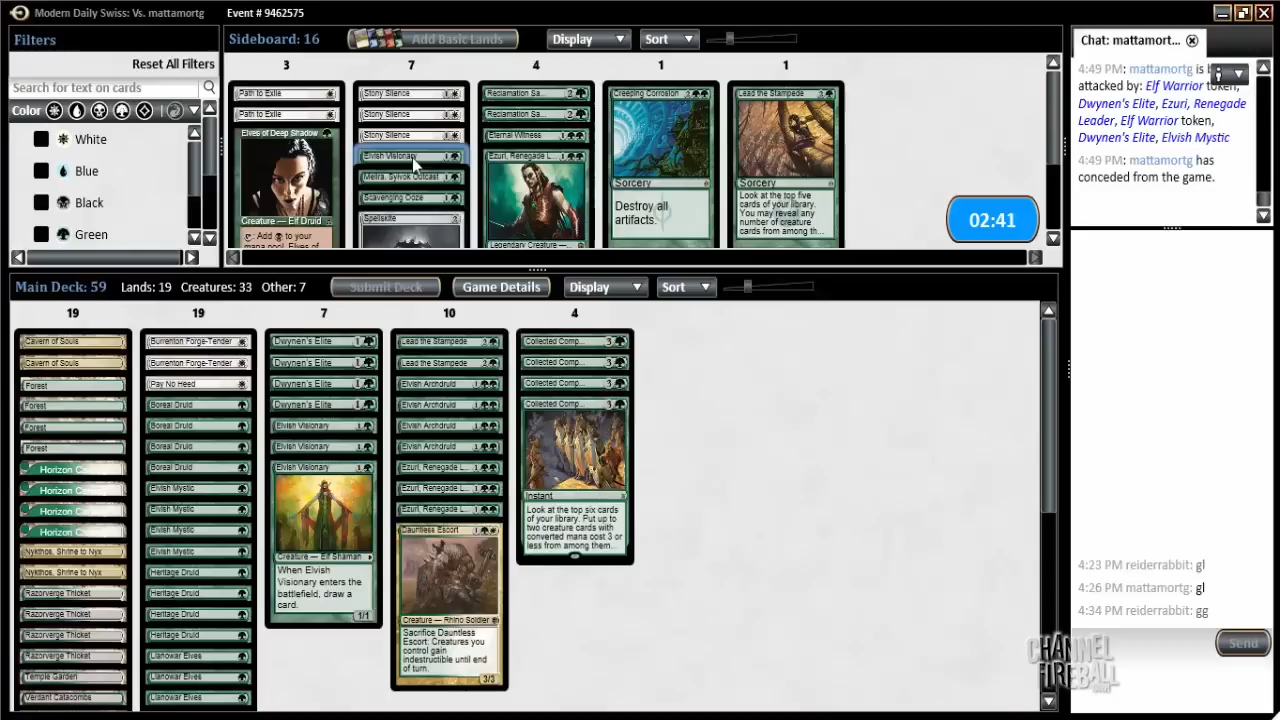 Modern Daily Swiss: Vs. mattamortg
Event # 9462575
Filters
Reset All Filters
Search for text on cards
Color
White
Blue
Black
Green
Sideboard: 16
Add Basic Lands
Display
Sort
3
7
4
1
1
Path to Exile
Path to Exile
Elves of Deep Shadow
Creature — Elf Druid
: Add to your
Stony Silence
Stony Silence
Stony Silence
Elvish Visionary
Melira, Sylvok Outcast
Scavenging Ooze
Spellskite
Reclamation Sa...
Reclamation Sa...
Eternal Witness
Ezuri, Renegade L...
Legendary Creature —
Creeping Corrosion
Sorcery
Destroy all
artifacts.
Lead the Stampede
Sorcery
Look at the top five
cards of your library.
You may reveal any
number of creature
cards from among th...
02:41
Chat: mattamort...
4:49 PM: mattamortg is
attacked by: Elf Warrior token,
Dwynen's Elite, Ezuri, Renegade
Leader, Elf Warrior token,
Dwynen's Elite, Elvish Mystic
4:49 PM: mattamortg has
conceded from the game.
Main Deck: 59
Lands: 19
Creatures: 33
Other: 7
Submit Deck
Game Details
Display
Sort
19
19
7
10
4
Cavern of Souls
Cavern of Souls
Forest
Forest
Forest
Forest
Horizon Ca
Horizon Ca
Horizon Ca
Horizon Ca
Nykthos, Shrine to Nyx
Nykthos, Shrine to Nyx
Razorverge Thicket
Razorverge Thicket
Razorverge Thicket
Razorverge Thicket
Temple Garden
Verdant Catacombs
Burrenton Forge-Tender
Burrenton Forge-Tender
Pay No Heed
Boreal Druid
Boreal Druid
Boreal Druid
Boreal Druid
Elvish Mystic
Elvish Mystic
Elvish Mystic
Elvish Mystic
Heritage Druid
Heritage Druid
Heritage Druid
Heritage Druid
Llanowar Elves
Llanowar Elves
Llanowar Elves
Dwynen's Elite
Dwynen's Elite
Dwynen's Elite
Dwynen's Elite
Elvish Visionary
Elvish Visionary
Elvish Visionary
Creature — Elf Shaman
When Elvish
Visionary enters the
battlefield, draw a
card.
1/1
Lead the Stampede
Lead the Stampede
Elvish Archdruid
Elvish Archdruid
Elvish Archdruid
Elvish Archdruid
Ezuri, Renegade L...
Ezuri, Renegade L...
Ezuri, Renegade L...
Dauntless Escort
Creature — Rhino Soldier
Sacrifice Dauntless
Escort: Creatures you
control gain
indestructible until end
of turn.
3/3
Collected Comp...
Collected Comp...
Collected Comp...
Collected Comp...
Instant
Look at the top six cards
of your library. Put up to
two creature cards with
converted mana cost 3 or
less from among them...
4:23 PM reiderrabbit: gl
4:26 PM mattamortg: gl
4:34 PM reiderrabbit: gg
Send
CHANNEL
FIREBALL